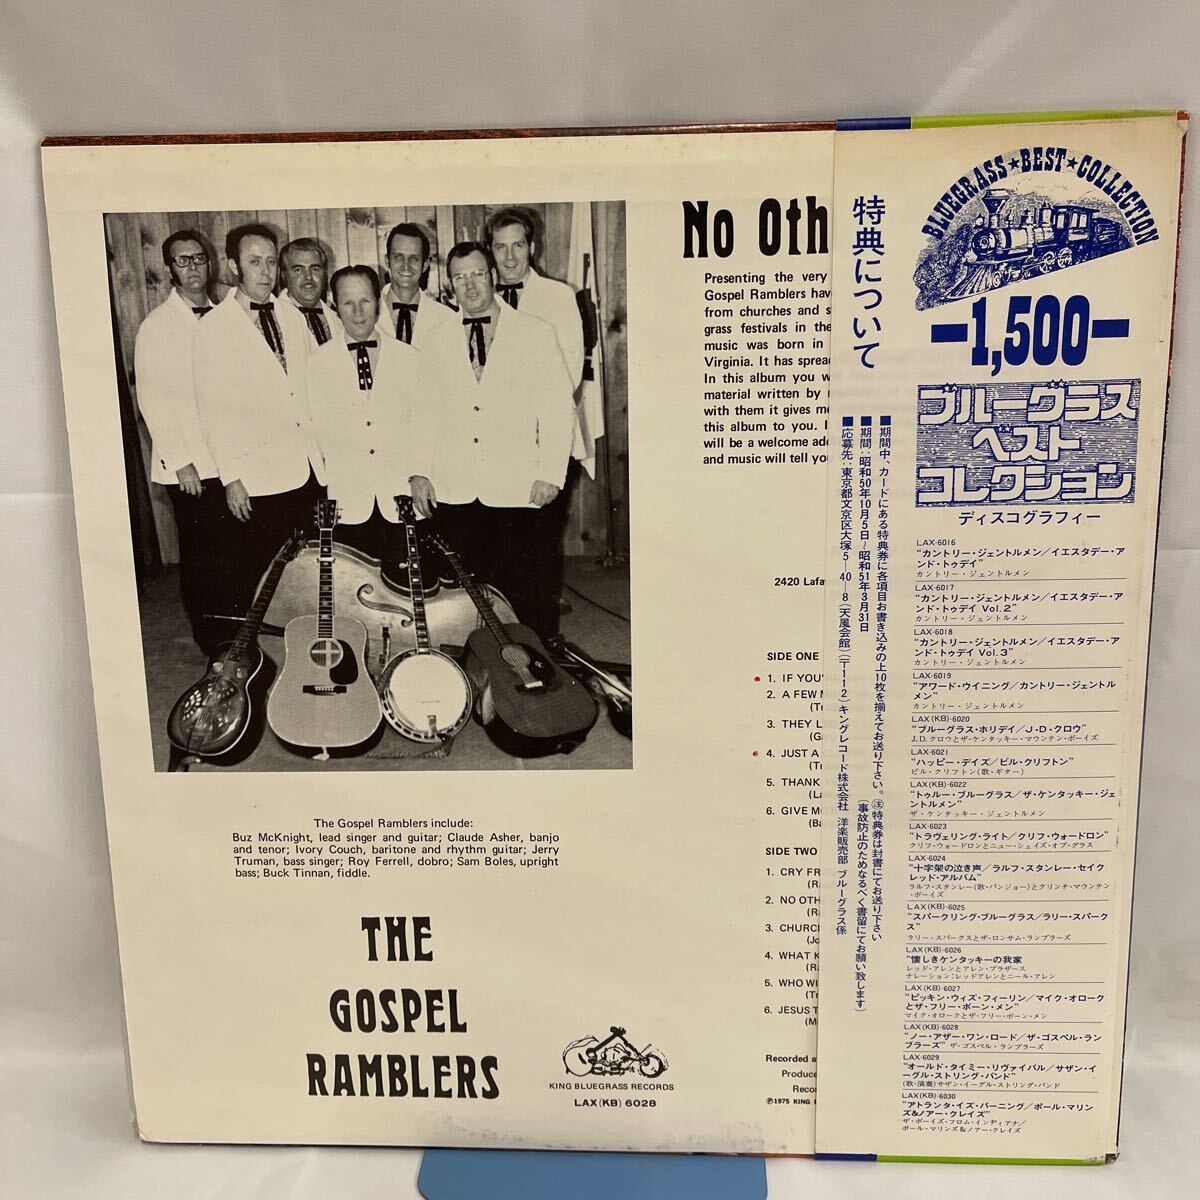 No Oth
Presenting the very
Gospel Ramblers hav
from churches and s
grass festivals in the
music was born in
Virginia. It has sprea
In this album you w
material written by
with them it gives m
this album to you. I
will be a welcome ad
and music will tell yo
2420 Lafa
SIDE ONE
1. IF YOU'
2. A FEW M
(Tr
3. THEY L
(G
4. JUST A
(Tr
5. THANK
(La
6. GIVE M
(Ba
SIDE TWO
1. CRY FR
(Ra
2. NO OTH
(Ra
3. CHURC
(Jo
4. WHAT K
(Ra
5. WHO WI
(Tr
6. JESUS T
(M
Recorded a
Produce
Reco
℗1975 KING
The Gospel Ramblers include:
Buz McKnight, lead singer and guitar; Claude Asher, banjo
and tenor; Ivory Couch, baritone and rhythm guitar; Jerry
Truman, bass singer; Roy Ferrell, dobro; Sam Boles, upright
bass; Buck Tinnan, fiddle.
THE
GOSPEL
RAMBLERS
KING BLUEGRASS RECORDS
LAX(KB) 6028
特典について
■期間中、カードにある特典券に各項目お書き込みの上10枚を揃えてお送り下さい。㊟特典券は封書にてお送り下さい
(事故防止のためなるべく書留にてお願い致します)
■期間：昭和50年10月5日〜昭和51年3月31日
■応募先：東京都文京区大塚5—40—8(天風会館)(〒112)キングレコード株式会社 洋楽販売部 ブルーグラス係
BLUEGRASS★BEST★COLLECTION
-1,500-
ブルーグラス
ベスト
コレクション
ディスコグラフィー
LAX-6016
"カントリー・ジェントルメン／イエスタデー・ア
ンド・トゥデイ"
カントリー・ジェントルメン
LAX-6017
"カントリー・ジェントルメン／イエスタデー・ア
ンド・トゥデイ Vol.2"
カントリー・ジェントルメン
LAX-6018
"カントリー・ジェントルメン／イエスタデー・ア
ンド・トゥデイ Vol.3"
カントリー・ジェントルメン
LAX-6019
"アワード・ウイニング／カントリー・ジェントル
メン"
カントリー・ジェントルメン
LAX(KB)-6020
"ブルーグラス・ホリデイ／J・D・クロウ"
J.D.クロウとザ・ケンタッキー・マウンテン・ボーイズ
LAX-6021
"ハッピー・デイズ／ビル・クリフトン"
ビル・クリフトン(歌・ギター)
LAX(KB)-6022
"トゥルー・ブルーグラス／ザ・ケンタッキー・ジェ
ントルメン"
ザ・ケンタッキー・ジェントルメン
LAX-6023
"トラヴェリング・ライト／クリフ・ウォードロン"
クリフ・ウォードロンとニュー・シェイズ・オブ・グラス
LAX-6024
"十字架の泣き声／ラルフ・スタンレー・セイク
レッド・アルバム"
ラルフ・スタンレー(歌・バンジョー)とクリンチ・マウンテン
・ボーイズ
LAX(KB)-6025
"スパークリング・ブルーグラス／ラリー・スパーク
ス"
ラリー・スパークスとザ・ロンサム・ランブラーズ
LAX(KB)-6026
"懐しきケンタッキーの我家
レッド・アレンとアレン・ブラザース
ナレーション：レッドアレンとニール・アレン
LAX(KB)-6027
"ピッキン・ウィズ・フィーリン／マイク・オローク
とザ・フリー・ボーン・メン"
マイク・オロークとザ・フリー・ボーン・メン
LAX(KB)-6028
"ノー・アザー・ワン・ロード／ザ・ゴスペル・ラン
ブラーズ" ザ・ゴスペル・ランブラーズ
LAX-6029
"オールド・タイミー・リヴァイバル／サザン・イ
ーグル・ストリング・バンド"
(歌・演奏)サザン・イーグル・ストリング・バンド
LAX(KB)-6030
"アトランタ・イズ・バーニング／ポール・マリン
ズ&ノアー・クレイズ"
ザ・ボーイズ・フロム・インディアナ／
ポール・マリンズ&ノアー・クレイズ